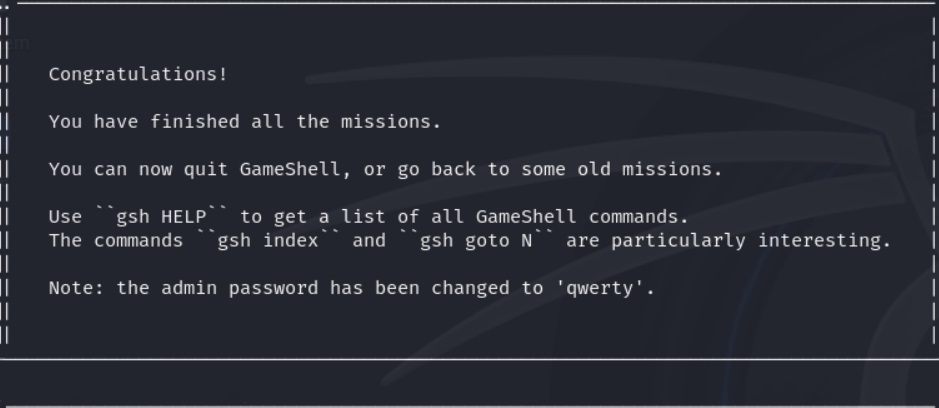 Congratulations!
You have finished all the missions.
You can now quit GameShell, or go back to some old missions.
Use ``gsh HELP`` to get a list of all GameShell commands.
The commands ``gsh index`` and ``gsh goto N`` are particularly interesting.
Note: the admin password has been changed to 'qwerty'.